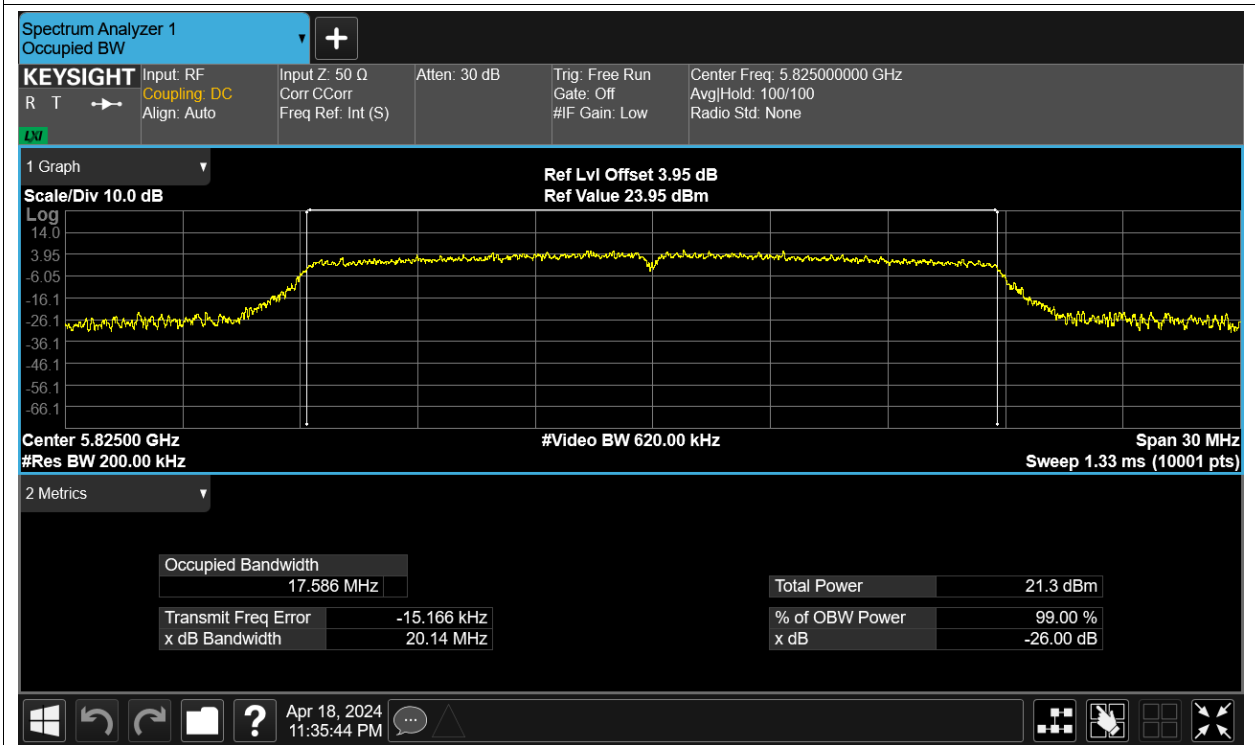 Spectrum Analyzer 1
Occupied BW
KEYSIGHT
R T
LXI
Input: RF
Coupling: DC
Align: Auto
Input Z: 50 Ω
Corr CCorr
Freq Ref: Int (S)
Atten: 30 dB
Trig: Free Run
Gate: Off
#IF Gain: Low
Center Freq: 5.825000000 GHz
Avg|Hold: 100/100
Radio Std: None
1 Graph
Scale/Div 10.0 dB
Ref Lvl Offset 3.95 dB
Ref Value 23.95 dBm
Log
14.0
3.95
-6.05
-16.1
-26.1
-36.1
-46.1
-56.1
-66.1
Center 5.82500 GHz
#Res BW 200.00 kHz
#Video BW 620.00 kHz
Span 30 MHz
Sweep 1.33 ms (10001 pts)
2 Metrics
Occupied Bandwidth
17.586 MHz
Transmit Freq Error -15.166 kHz
x dB Bandwidth 20.14 MHz
Total Power 21.3 dBm
% of OBW Power 99.00 %
x dB -26.00 dB
?
Apr 18, 2024
11:35:44 PM